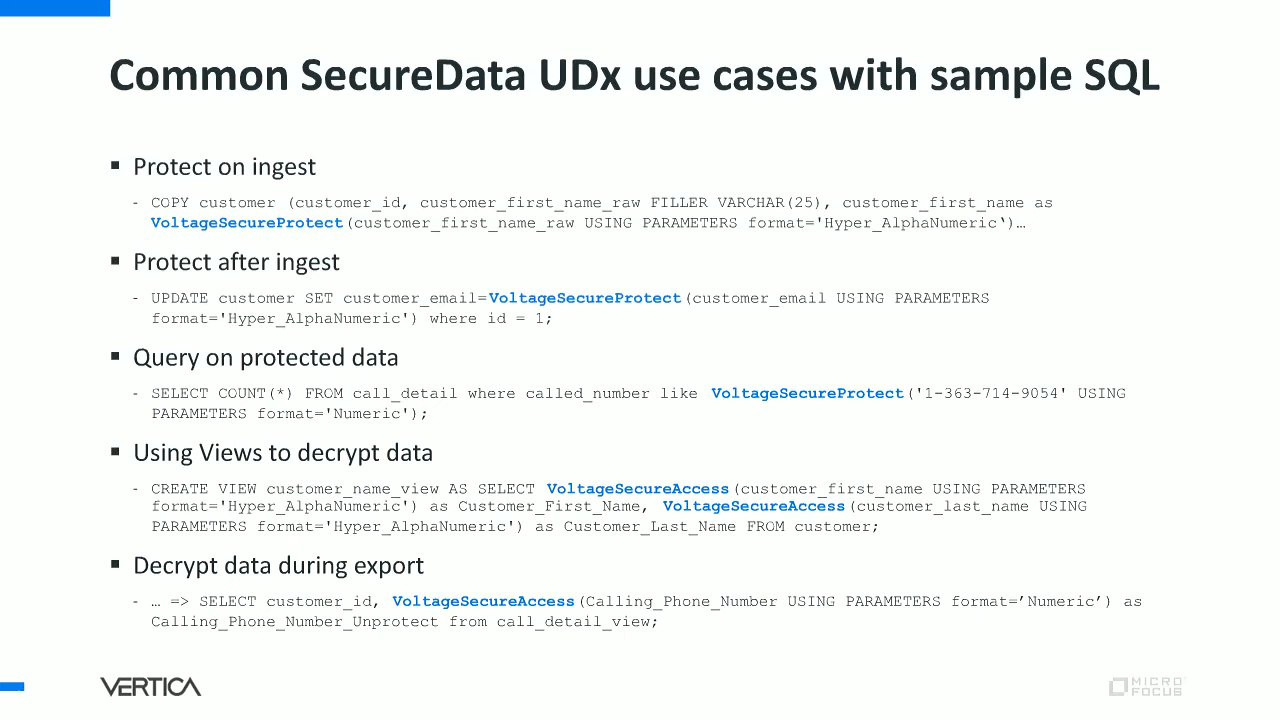 Common SecureData UDx use cases with sample SQL
▪ Protect on ingest
- COPY customer (customer_id, customer_first_name_raw FILLER VARCHAR(25), customer_first_name as
VoltageSecureProtect(customer_first_name_raw USING PARAMETERS format='Hyper_AlphaNumeric‘)…
▪ Protect after ingest
- UPDATE customer SET customer_email=VoltageSecureProtect(customer_email USING PARAMETERS
format='Hyper_AlphaNumeric') where id = 1;
▪ Query on protected data
- SELECT COUNT(*) FROM call_detail where called_number like VoltageSecureProtect('1-363-714-9054' USING
PARAMETERS format='Numeric');
▪ Using Views to decrypt data
- CREATE VIEW customer_name_view AS SELECT VoltageSecureAccess(customer_first_name USING PARAMETERS
format='Hyper_AlphaNumeric') as Customer_First_Name, VoltageSecureAccess(customer_last_name USING
PARAMETERS format='Hyper_AlphaNumeric') as Customer_Last_Name FROM customer;
▪ Decrypt data during export
- … => SELECT customer_id, VoltageSecureAccess(Calling_Phone_Number USING PARAMETERS format=’Numeric’) as
Calling_Phone_Number_Unprotect from call_detail_view;
VERTICA
MICRO
FOCUS